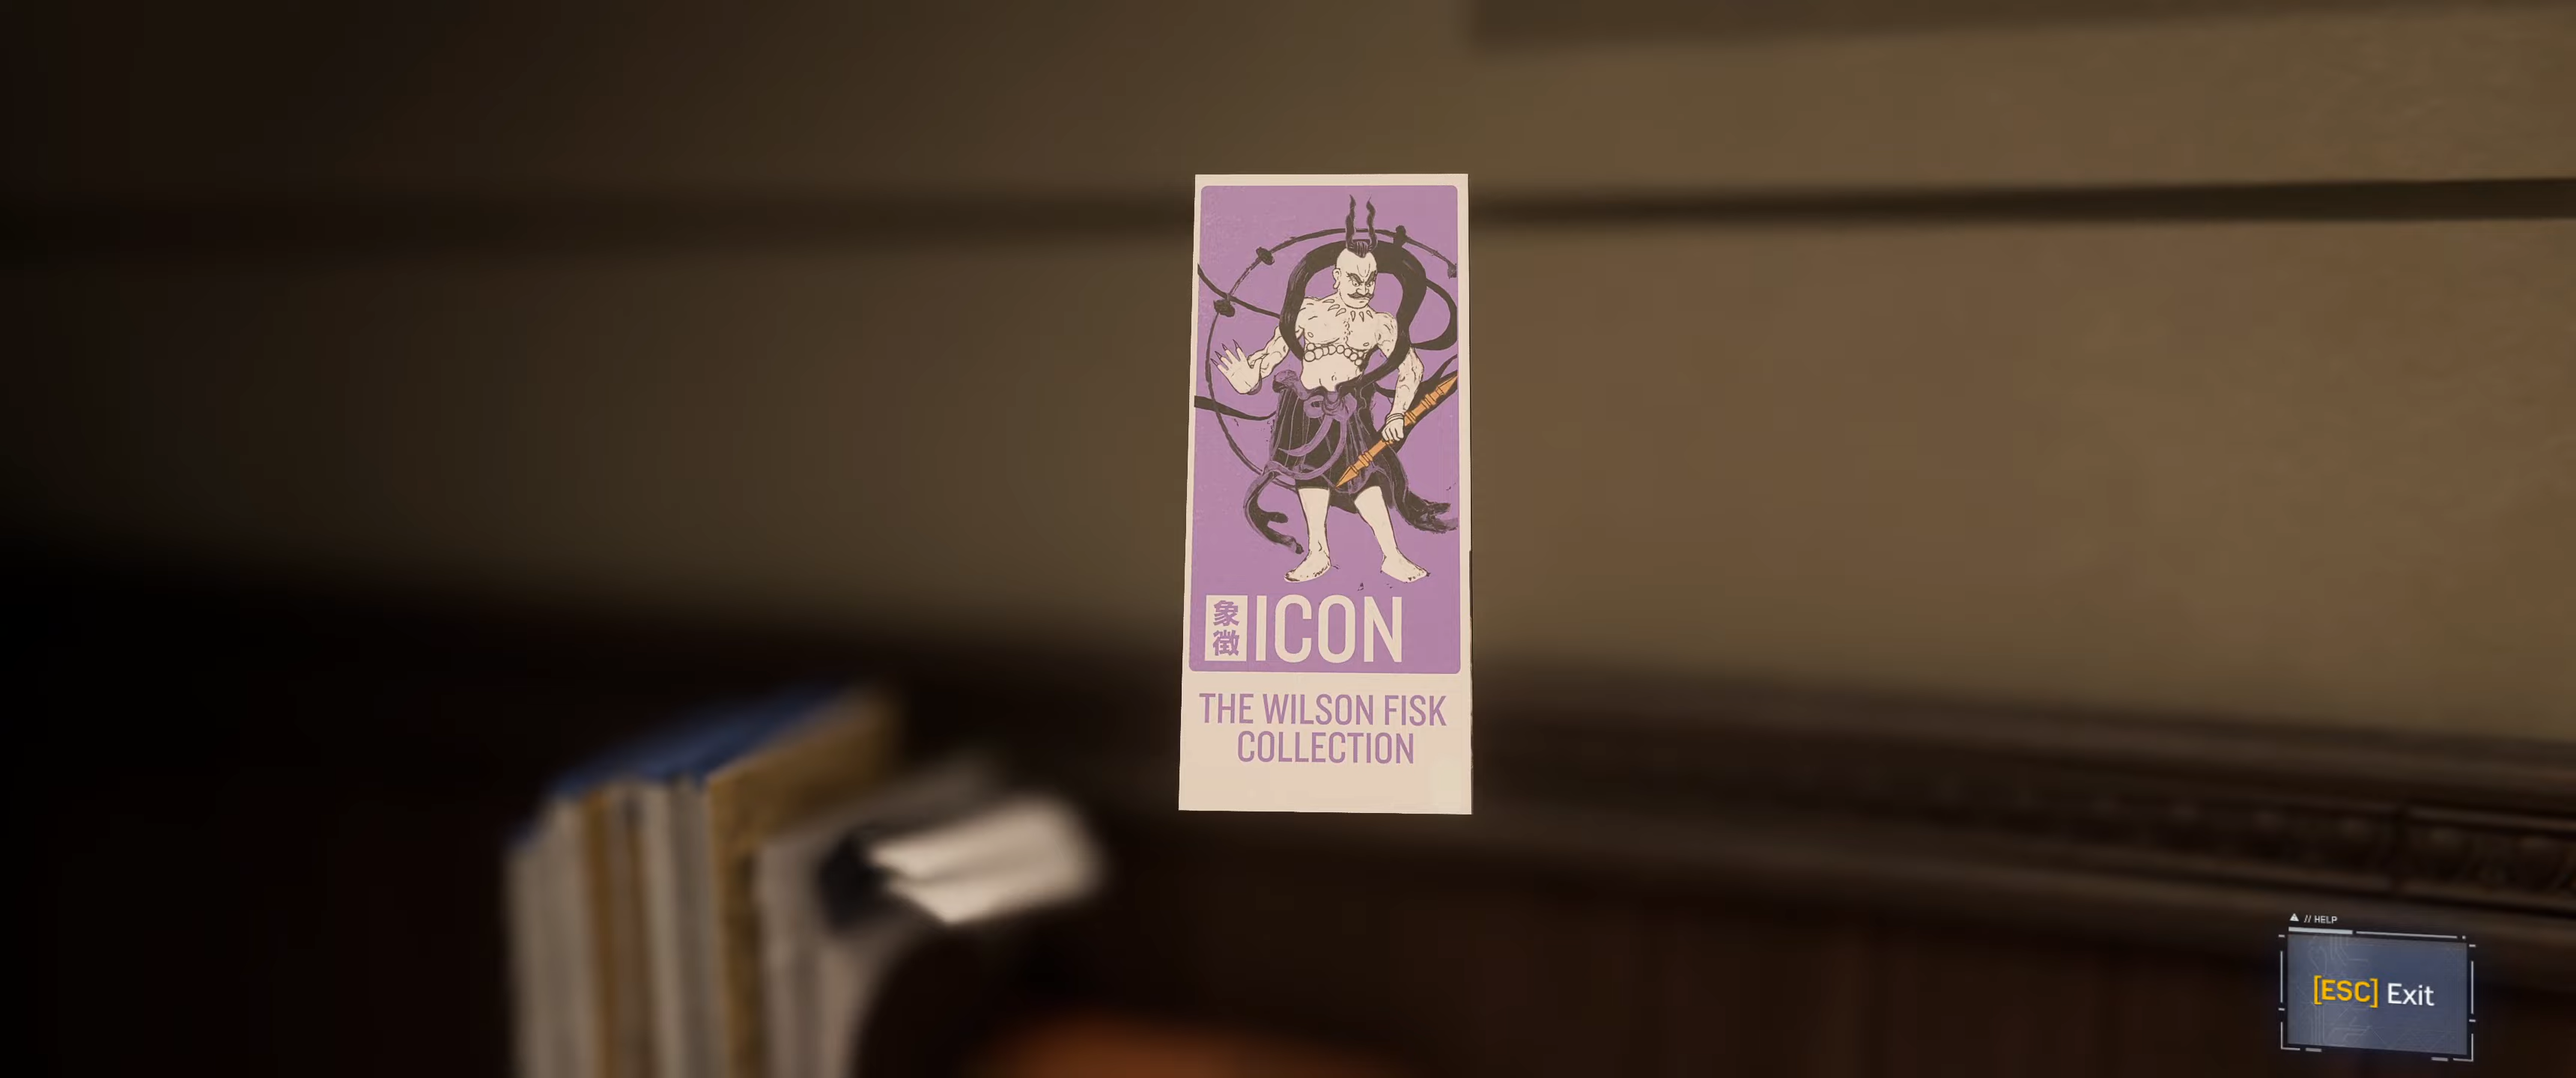 象徴
ICON
THE WILSON FISK
COLLECTION
// HELP
[ESC] Exit